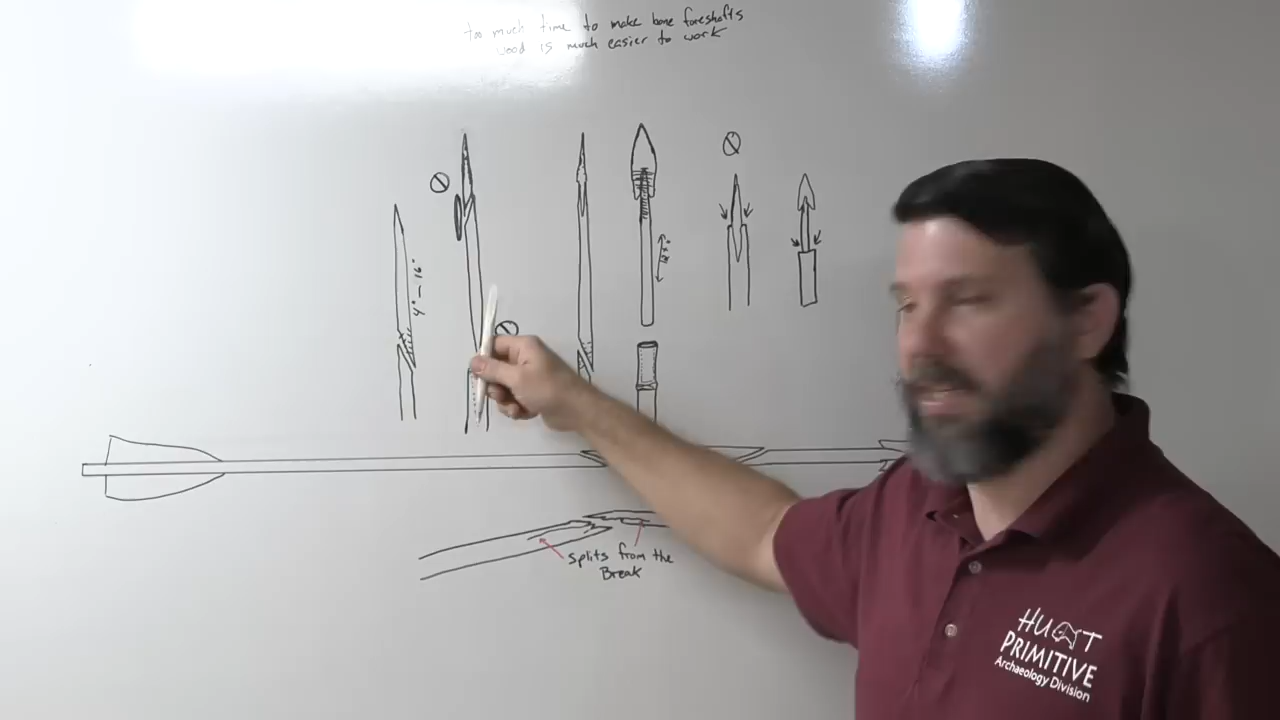 too much time to make bone foreshafts
wood is much easier to work
4" – 16"
splits from the
Break
HUNT
PRIMITIVE
Archaeology Division